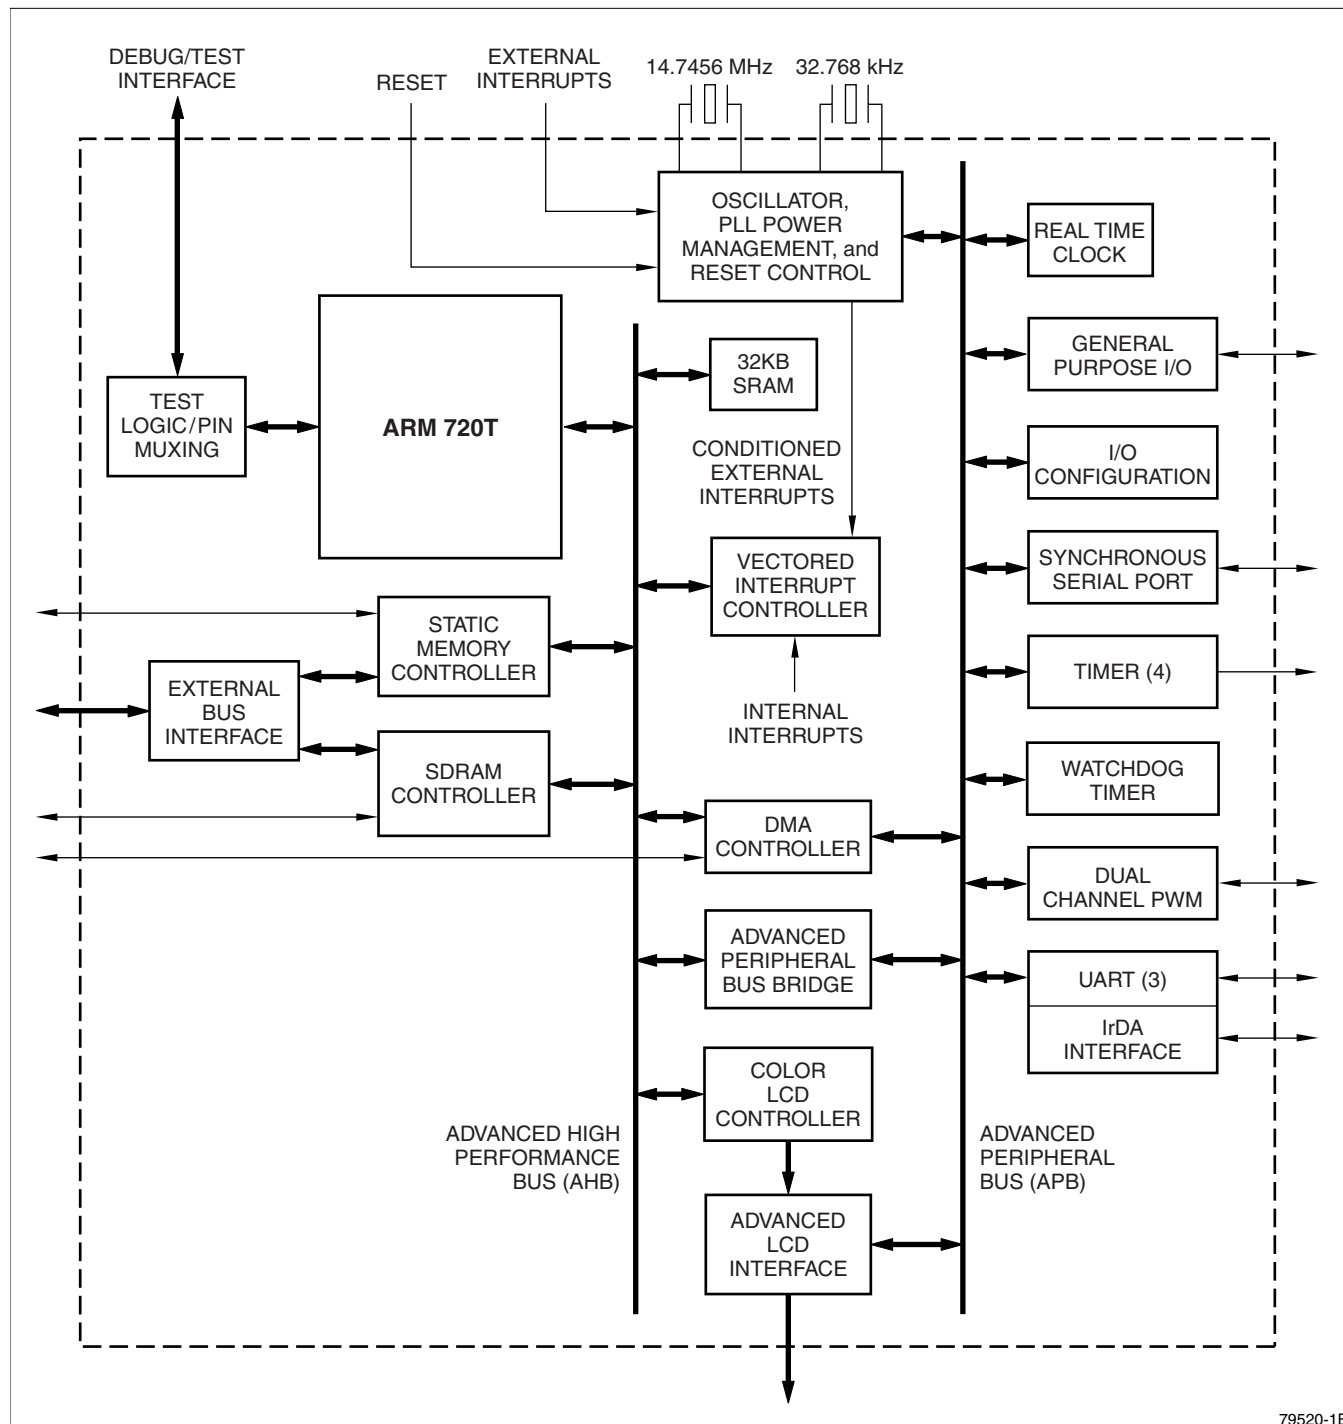 DEBUG/TEST
INTERFACE
RESET
EXTERNAL
INTERRUPTS
14.7456 MHz
32.768 kHz
OSCILLATOR,
PLL POWER
MANAGEMENT, and
RESET CONTROL
REAL TIME
CLOCK
GENERAL
PURPOSE I/O
32KB
SRAM
TEST
LOGIC/PIN
MUXING
ARM 720T
CONDITIONED
EXTERNAL
INTERRUPTS
I/O
CONFIGURATION
VECTORED
INTERRUPT
CONTROLLER
SYNCHRONOUS
SERIAL PORT
STATIC
MEMORY
CONTROLLER
EXTERNAL
BUS
INTERFACE
TIMER (4)
INTERNAL
INTERRUPTS
SDRAM
CONTROLLER
WATCHDOG
TIMER
DMA
CONTROLLER
DUAL
CHANNEL PWM
ADVANCED
PERIPHERAL
BUS BRIDGE
UART (3)
IrDA
INTERFACE
COLOR
LCD
CONTROLLER
ADVANCED HIGH
PERFORMANCE
BUS (AHB)
ADVANCED
PERIPHERAL
BUS (APB)
ADVANCED
LCD
INTERFACE